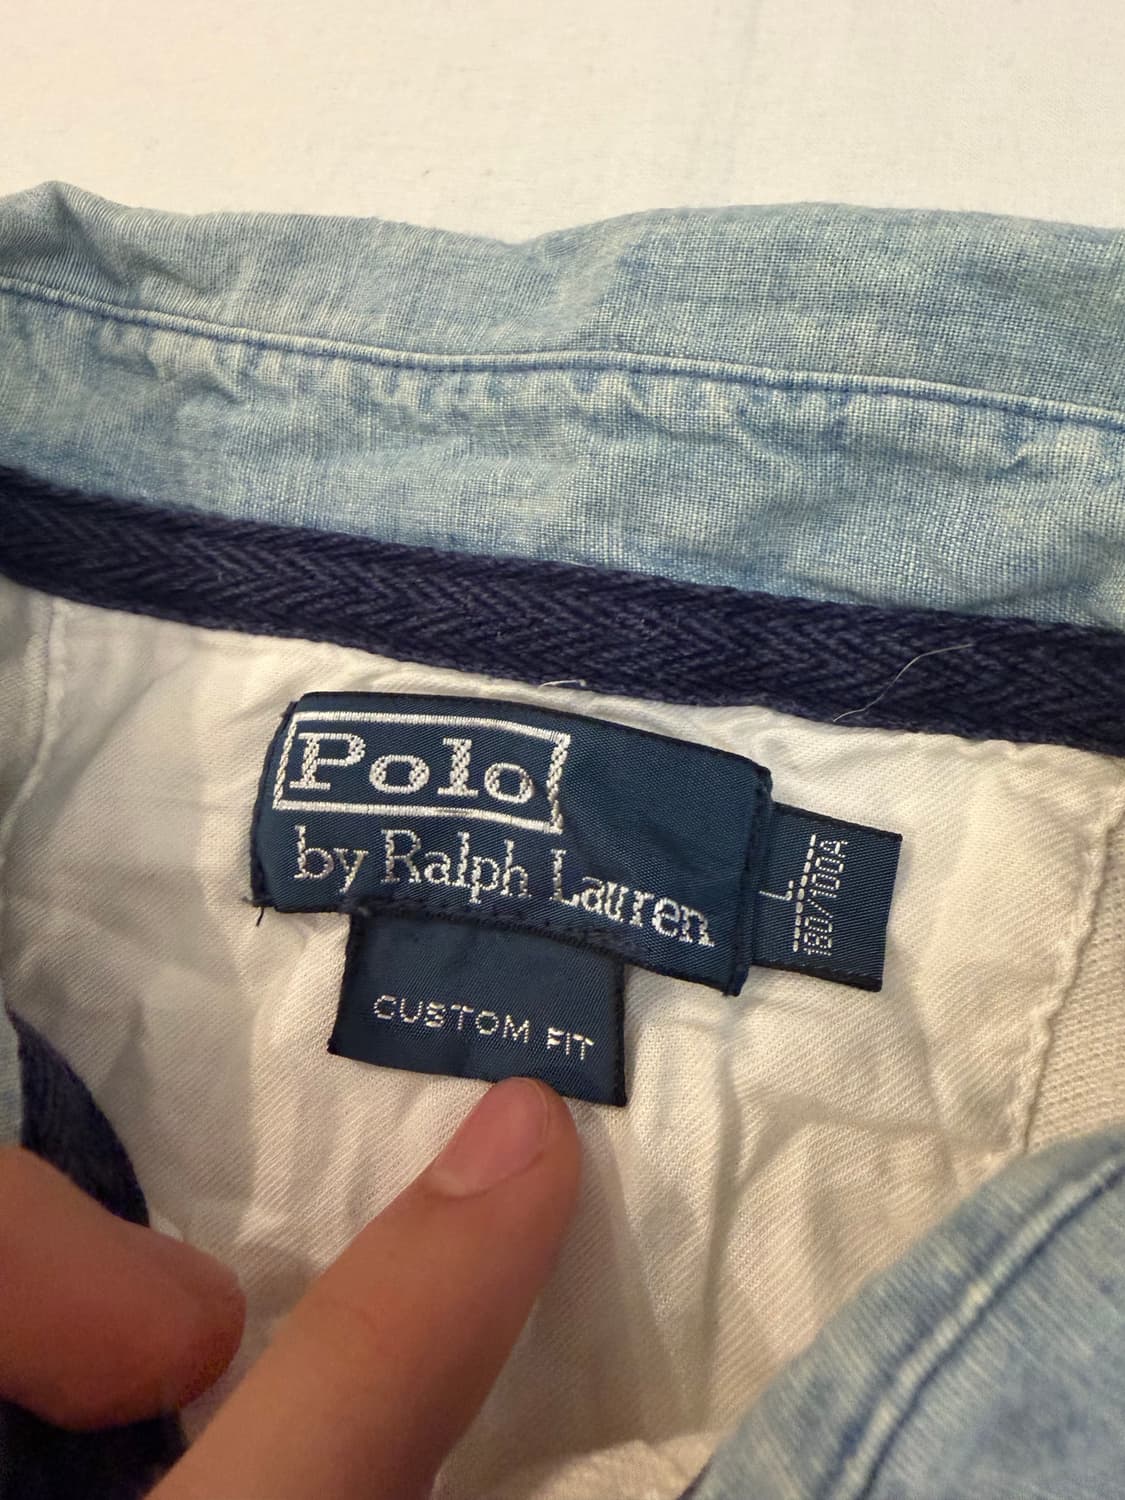 Polo
by Ralph Lauren
CUSTOM FIT
L
180/100A